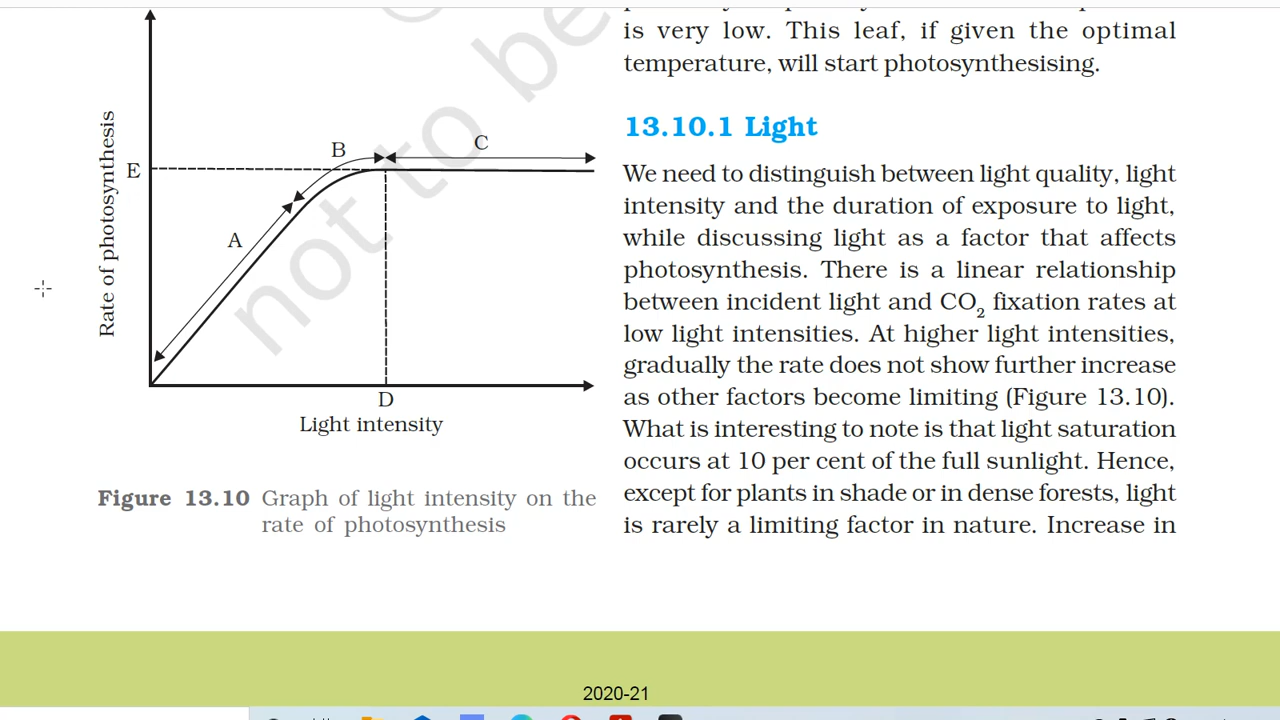 is very low. This leaf, if given the optimal
temperature, will start photosynthesising.
13.10.1 Light
We need to distinguish between light quality, light
intensity and the duration of exposure to light,
while discussing light as a factor that affects
photosynthesis. There is a linear relationship
between incident light and CO₂ fixation rates at
low light intensities. At higher light intensities,
gradually the rate does not show further increase
as other factors become limiting (Figure 13.10).
What is interesting to note is that light saturation
occurs at 10 per cent of the full sunlight. Hence,
except for plants in shade or in dense forests, light
is rarely a limiting factor in nature. Increase in
Rate of photosynthesis
E
A
B
C
D
Light intensity
Figure 13.10 Graph of light intensity on the
rate of photosynthesis
not to be
2020-21